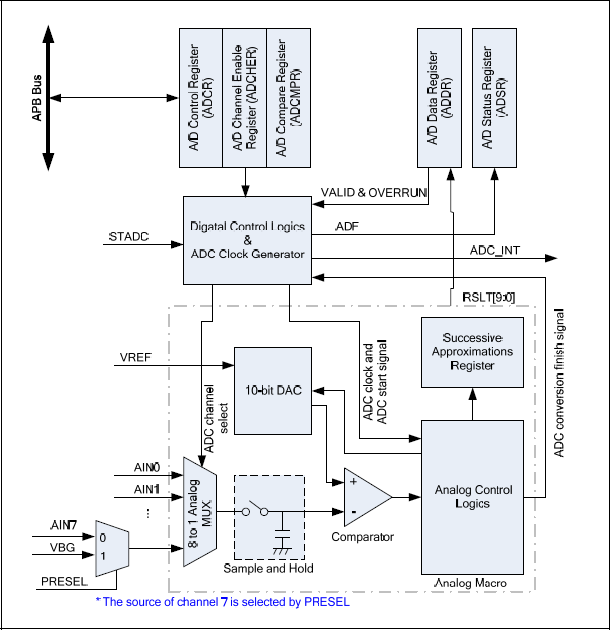 APB Bus
A/D Control Register
(ADCR)
A/D Channel Enable
Register (ADCHER)
A/D Compare Register
(ADCMPR)
A/D Data Register
(ADDR)
A/D Status Register
(ADSR)
VALID & OVERRUN
STADC
Digatal Control Logics
&
ADC Clock Generator
ADF
ADC_INT
RSLT[9:0]
VREF
ADC channel
select
10-bit DAC
ADC clock and
ADC start signal
Successive
Approximations
Register
ADC conversion finish signal
AIN0
AIN1
...
AIN7
VBG
PRESEL
0
1
8 to 1 Analog
MUX
Sample and Hold
+
-
Comparator
Analog Control
Logics
Analog Macro
* The source of channel 7 is selected by PRESEL